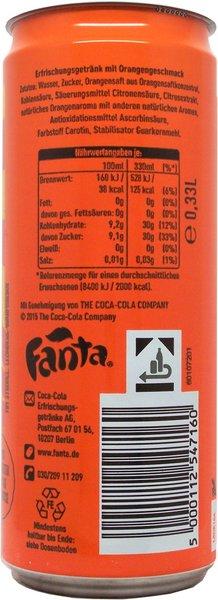 Erfrischungsgetränk mit Orangengeschmack
Zutaten: Wasser, Zucker, Orangensaft aus Orangensaftkonzentrat,
Kohlensäure, Säuerungsmittel Citronensäure, Citrusextrakt,
natürliches Orangenaroma mit anderen natürlichen Aromen,
Antioxidationsmittel Ascorbinsäure,
Farbstoff Carotin, Stabilisator Guarkernmehl.
Nährwertangaben je:
100ml 330ml (%*)
Brennwert: 160 kJ / 528 kJ /
38 kcal 125 kcal (6%)
Fett: 0g 0g (0%)
davon ges. Fettsäuren: 0g 0g (0%)
Kohlenhydrate: 9,2g 30g (12%)
davon Zucker: 9,1g 30g (33%)
Eiweiß: 0g 0g (0%)
Salz: 0,01g 0,03g (1%)
*Referenzmenge für einen durchschnittlichen
Erwachsenen (8400 kJ / 2000 kcal).
e 0,33L
Mit Genehmigung von THE COCA-COLA COMPANY
© 2015 The Coca-Cola Company
Fanta®
Coca-Cola
Erfrischungs-
getränke AG,
Postfach 67 01 56,
10207 Berlin
www.fanta.de
030/209 11 209
FE
Mindestens
haltbar bis Ende:
siehe Dosenboden
60107201
5 000112 547160